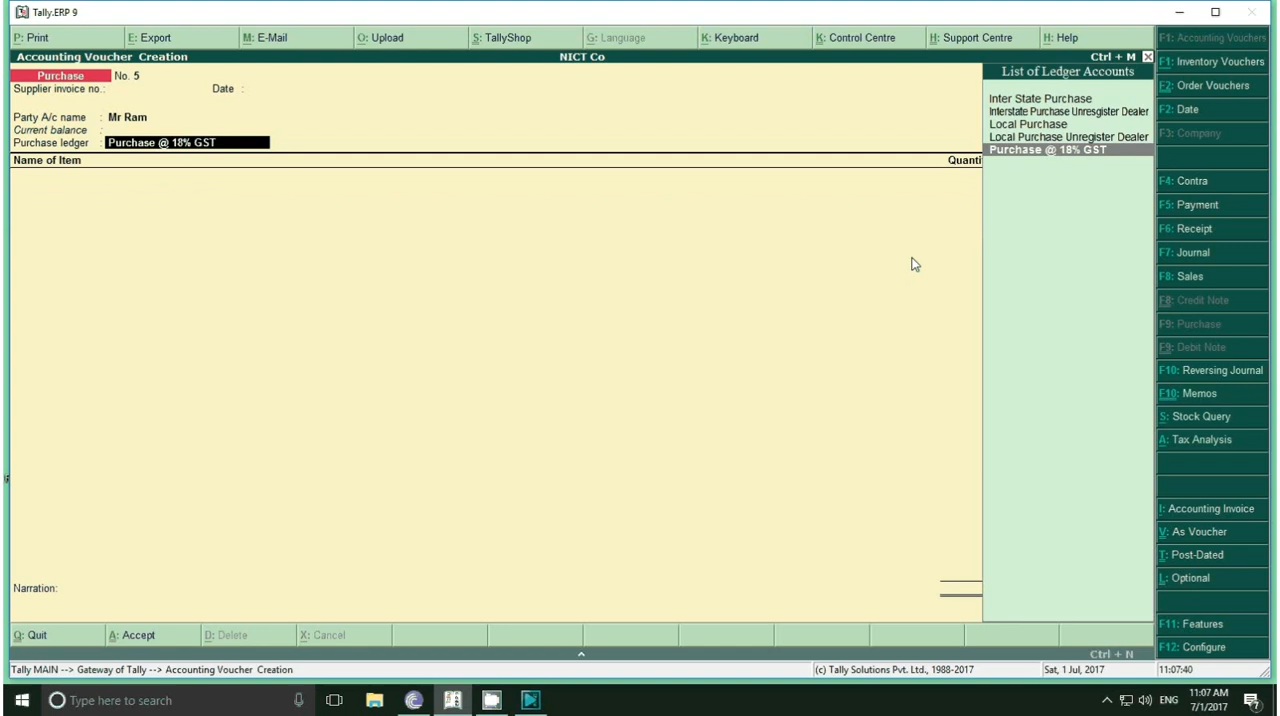 Tally.ERP 9
P: Print
E: Export
M: E-Mail
O: Upload
S: TallyShop
G: Language
K: Keyboard
K: Control Centre
H: Support Centre
H: Help
Accounting Voucher Creation
NICT Co
Ctrl + M
Purchase No. 5
Supplier invoice no.:
Date :
Party A/c name : Mr Ram
Current balance :
Purchase ledger : Purchase @ 18% GST
Name of Item
Quanti
List of Ledger Accounts
Inter State Purchase
Interstate Purchase Unresgister Dealer
Local Purchase
Local Purchase Unregister Dealer
Purchase @ 18% GST
F1: Accounting Vouchers
F1: Inventory Vouchers
F2: Order Vouchers
F2: Date
F3: Company
F4: Contra
F5: Payment
F6: Receipt
F7: Journal
F8: Sales
F8: Credit Note
F9: Purchase
F9: Debit Note
F10: Reversing Journal
F10: Memos
S: Stock Query
A: Tax Analysis
I: Accounting Invoice
V: As Voucher
T: Post-Dated
L: Optional
F11: Features
F12: Configure
Narration:
Q: Quit
A: Accept
D: Delete
X: Cancel
Ctrl + N
Tally MAIN --> Gateway of Tally --> Accounting Voucher Creation
(c) Tally Solutions Pvt. Ltd., 1988-2017
Sat, 1 Jul, 2017
11:07:40
Type here to search
ENG
11:07 AM
7/1/2017